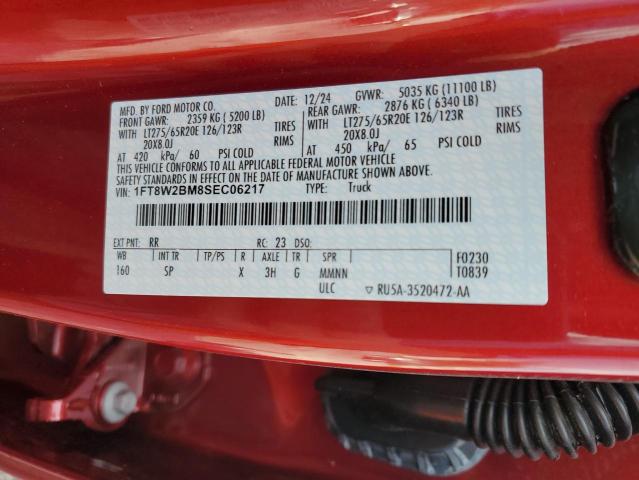 MFD. BY FORD MOTOR CO.
12/24 GVWR: 5035 KG (11100 LB)
FRONT GAWR: 2359 KG ( 5200 LB) REAR GAWR: 2876 KG ( 6340 LB)
WITH LT275/65R20E 126/123R TIRES WITH LT275/65R20E 126/123R TIRES
20X8.0J RIMS 20X8.0J RIMS
AT 420 kPa/ 60 PSI COLD AT 450 kPa/ 65 PSI COLD
THIS VEHICLE CONFORMS TO ALL APPLICABLE FEDERAL MOTOR VEHICLE
SAFETY STANDARDS IN EFFECT ON THE DATE OF MANUFACTURE SHOWN ABOVE.
VIN: 1FT8W2BM8SEC06217 TYPE: Truck
EXT PNT: RR RC: 23 DSO:
WB INT TR TP/PS R AXLE TR SPR F0230
160 SP X 3H G MMNN T0839
ULC ▽ RU5A-3520472-AA